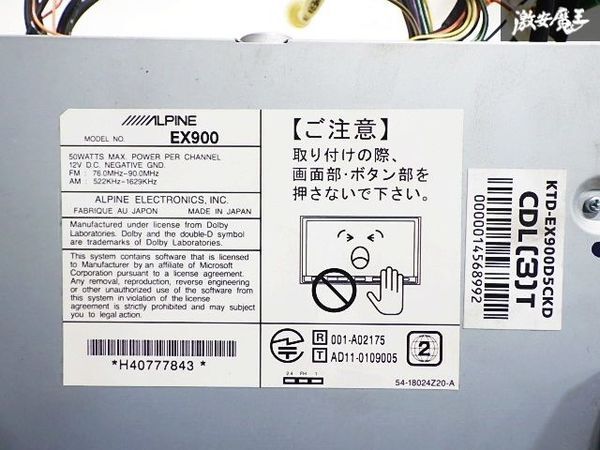 激安魔王
ALPINE
MODEL NO. EX900
50WATTS MAX. POWER PER CHANNEL
12V D.C. NEGATIVE GND.
FM : 76.0MHz-90.0MHz
AM : 522KHz-1629KHz
ALPINE ELECTRONICS, INC.
FABRIQUE AU JAPON MADE IN JAPAN
Manufactured under license from Dolby
Laboratories. Dolby and the double-D symbol
are trademarks of Dolby Laboratories.
This system contains software that is licensed
to Manufacturer by an affiliate of Microsoft
Corporation pursuant to a license agreement.
Any removal, reproduction, reverse engineering
or other unauthorized use of the software from
this system in violation of the license
agreement is strictly prohibited and may subject
you to legal action.
*H40777843*
【ご注意】
取り付けの際、
画面部・ボタン部を
押さないで下さい。
R 001-A02175
T AD11-0109005
2
2.4 FH 1
54-18024Z20-A
KTD-EX900D5CKD
CDL(3)T
0000014568992